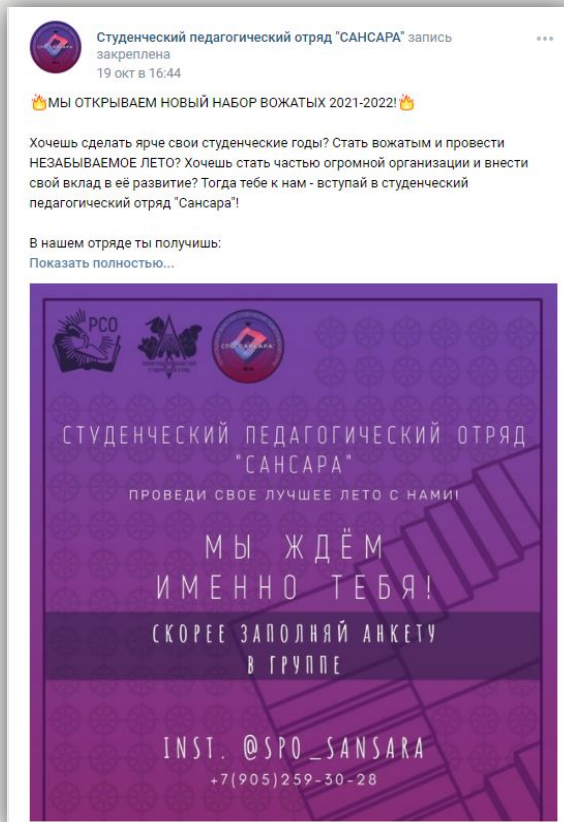 Студенческий педагогический отряд "САНСАРА" запись
закреплена
19 окт в 16:44
🔥МЫ ОТКРЫВАЕМ НОВЫЙ НАБОР ВОЖАТЫХ 2021-2022!🔥
Хочешь сделать ярче свои студенческие годы? Стать вожатым и провести
НЕЗАБЫВАЕМОЕ ЛЕТО? Хочешь стать частью огромной организации и внести
свой вклад в её развитие? Тогда тебе к нам - вступай в студенческий
педагогический отряд "Сансара"!
В нашем отряде ты получишь:
Показать полностью...
РСО
СПО САНСАРА
СТУДЕНЧЕСКИЙ ПЕДАГОГИЧЕСКИЙ ОТРЯД
"САНСАРА"
ПРОВЕДИ СВОЕ ЛУЧШЕЕ ЛЕТО С НАМИ!
МЫ ЖДЁМ
ИМЕННО ТЕБЯ!
СКОРЕЕ ЗАПОЛНЯЙ АНКЕТУ
В ГРУППЕ
INST. @SPO_SANSARA
+7(905)259-30-28